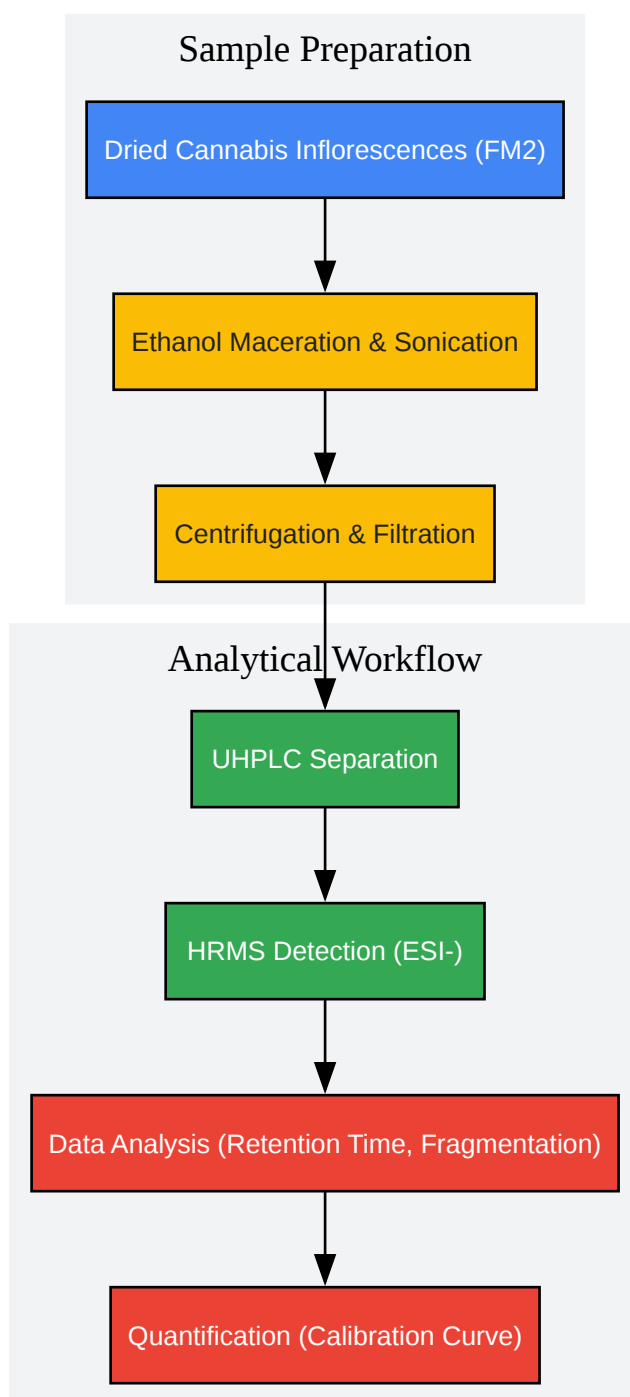 Sample Preparation
Dried Cannabis Inflorescences (FM2)
Ethanol Maceration & Sonication
Centrifugation & Filtration
Analytical Workflow
UHPLC Separation
HRMS Detection (ESI-)
Data Analysis (Retention Time, Fragmentation)
Quantification (Calibration Curve)